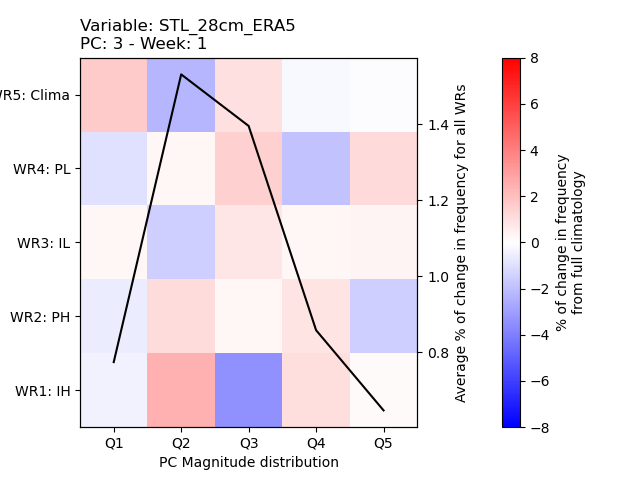 Variable: STL_28cm_ERA5
PC: 3 - Week: 1
WR5: Clima
WR4: PL
WR3: IL
WR2: PH
WR1: IH
Q1 Q2 Q3 Q4 Q5
PC Magnitude distribution
1.4
1.2
1.0
0.8
Average % of change in frequency for all WRs
8
6
4
2
0
−2
−4
−6
−8
% of change in frequency
from full climatology